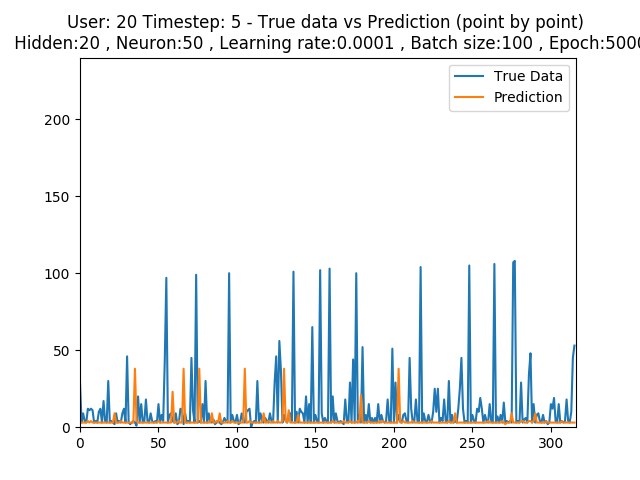 User: 20 Timestep: 5 - True data vs Prediction (point by point)
Hidden:20 , Neuron:50 , Learning rate:0.0001 , Batch size:100 , Epoch:5000
True Data
Prediction
200
150
100
50
0
0 50 100 150 200 250 300